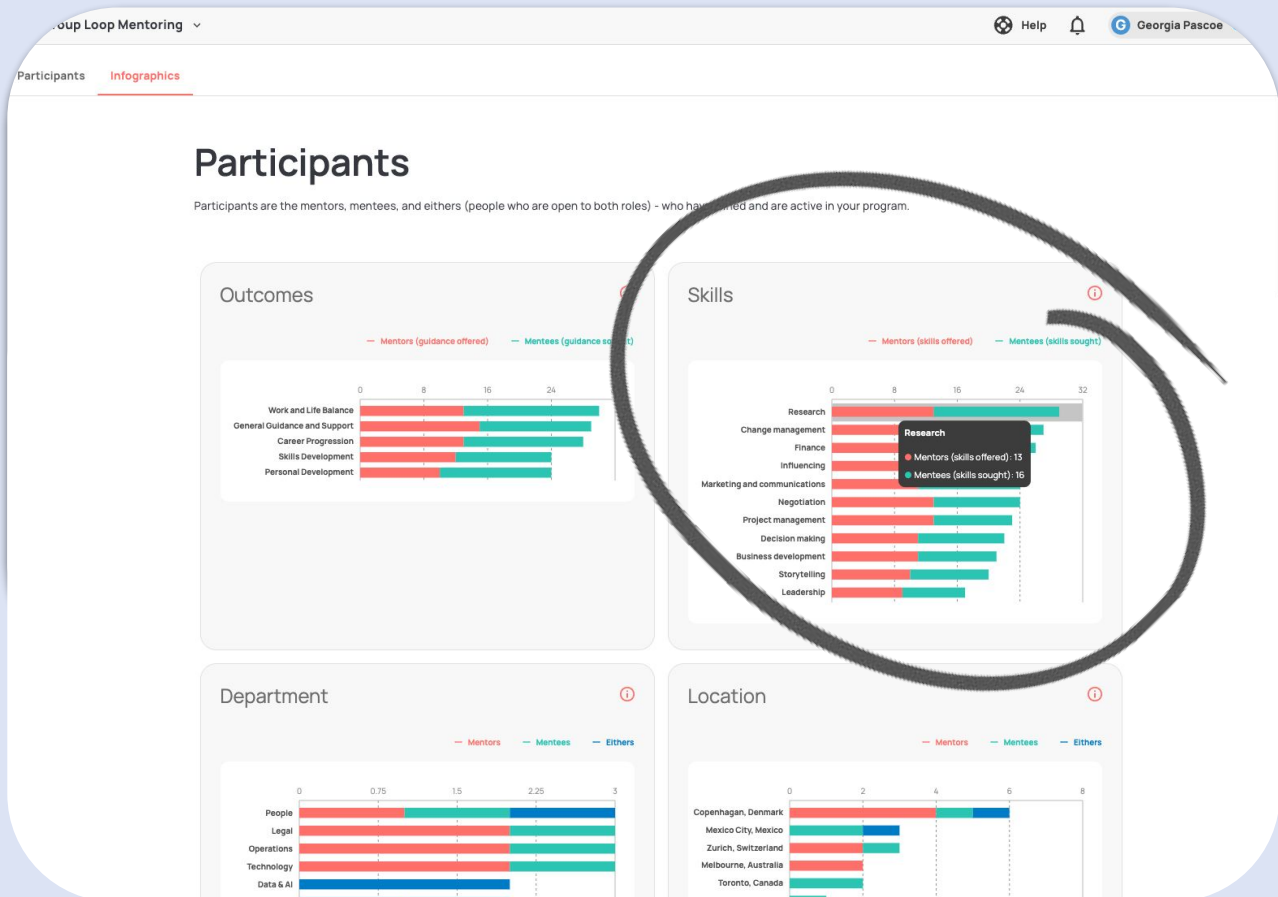 oup Loop Mentoring
Help
G Georgia Pascoe
Participants Infographics
Participants
Participants are the mentors, mentees, and eithers (people who are open to both roles) - who ha ned and are active in your program.
Outcomes
Mentors (guidance offered) Mentees (guidance so t)
0 8 16 24
Work and Life Balance
General Guidance and Support
Career Progression
Skills Development
Personal Development
Skills
Mentors (skills offered) Mentees (skills sought)
0 8 16 24 32
Research
Change management
Finance
Influencing
Marketing and communications
Negotiation
Project management
Decision making
Business development
Storytelling
Leadership
Research
Mentors (skills offered): 13
Mentees (skills sought): 16
Department
Mentors Mentees Eithers
0 0.75 1.5 2.25 3
People
Legal
Operations
Technology
Data & AI
Location
Mentors Mentees Eithers
0 2 4 6 8
Copenhagan, Denmark
Mexico City, Mexico
Zurich, Switzerland
Melbourne, Australia
Toronto, Canada